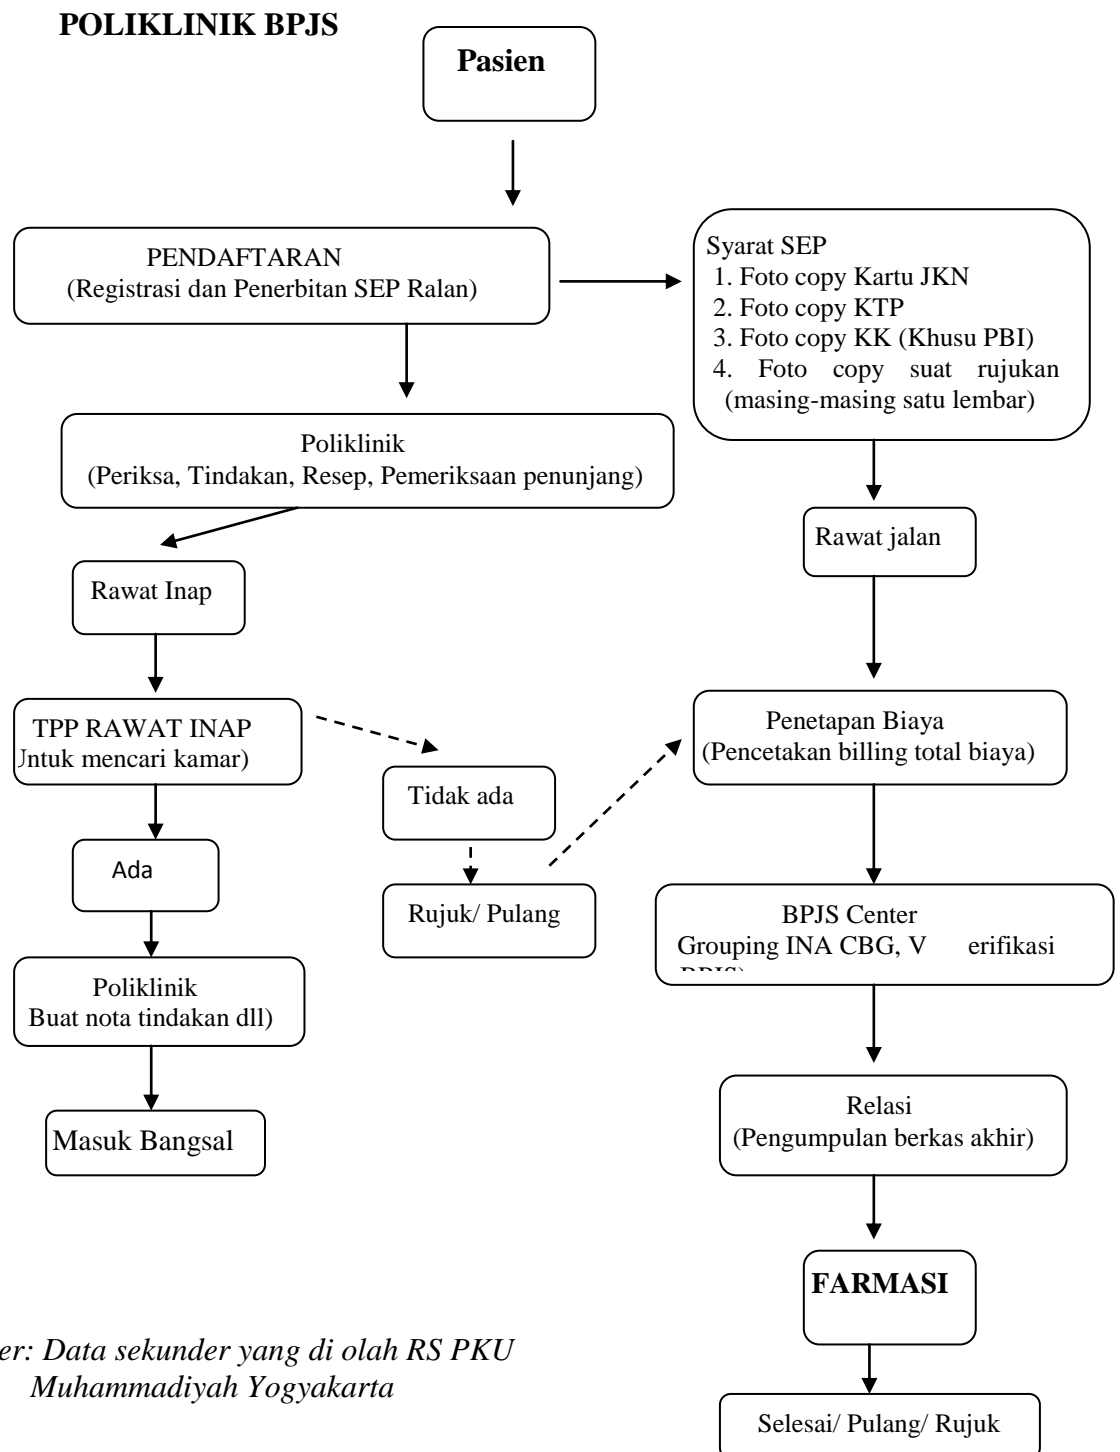 POLIKLINIK BPJS
Pasien
PENDAFTARAN
(Registrasi dan Penerbitan SEP Ralan)
Syarat SEP
1. Foto copy Kartu JKN
2. Foto copy KTP
3. Foto copy KK (Khusu PBI)
4. Foto copy suat rujukan
(masing-masing satu lembar)
Poliklinik
(Periksa, Tindakan, Resep, Pemeriksaan penunjang)
Rawat jalan
Rawat Inap
TPP RAWAT INAP
Untuk mencari kamar)
Penetapan Biaya
(Pencetakan billing total biaya)
Tidak ada
Ada
Rujuk/ Pulang
BPJS Center
Grouping INA CBG, V erifikasi
Poliklinik
Buat nota tindakan dll)
Masuk Bangsal
Relasi
(Pengumpulan berkas akhir)
FARMASI
er: Data sekunder yang di olah RS PKU
Muhammadiyah Yogyakarta
Selesai/ Pulang/ Rujuk